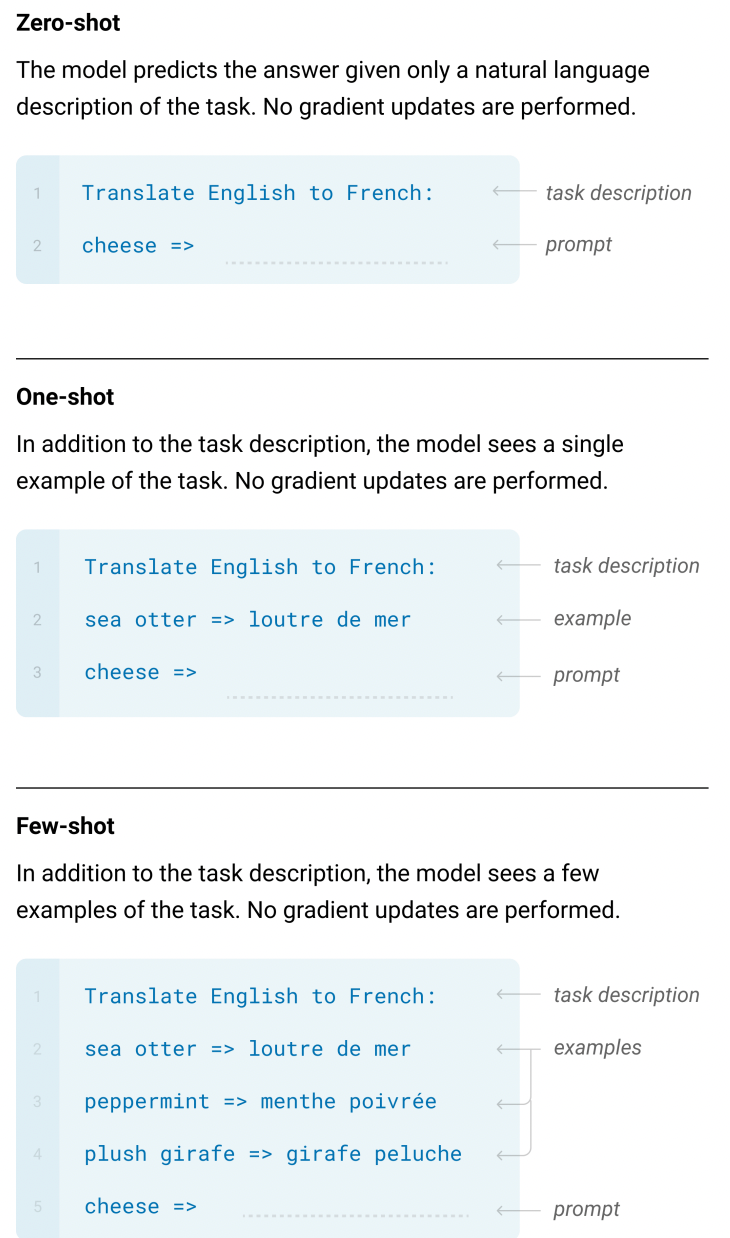 Zero-shot
The model predicts the answer given only a natural language
description of the task. No gradient updates are performed.
1 Translate English to French: task description
2 cheese => prompt
One-shot
In addition to the task description, the model sees a single
example of the task. No gradient updates are performed.
1 Translate English to French: task description
2 sea otter => loutre de mer example
3 cheese => prompt
Few-shot
In addition to the task description, the model sees a few
examples of the task. No gradient updates are performed.
1 Translate English to French: task description
2 sea otter => loutre de mer examples
3 peppermint => menthe poivrée
4 plush girafe => girafe peluche
5 cheese => prompt